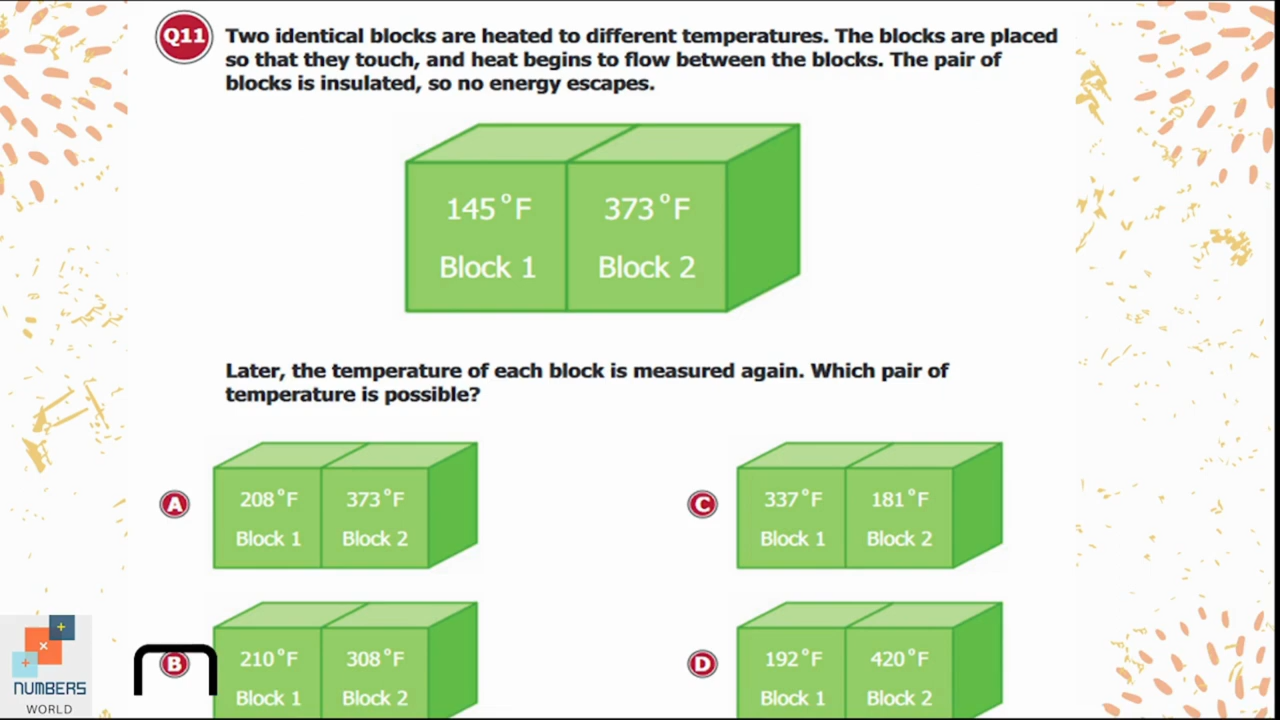 Q11
Two identical blocks are heated to different temperatures. The blocks are placed
so that they touch, and heat begins to flow between the blocks. The pair of
blocks is insulated, so no energy escapes.
145°F 373°F
Block 1 Block 2
Later, the temperature of each block is measured again. Which pair of
temperature is possible?
A
208°F 373°F
Block 1 Block 2
C
337°F 181°F
Block 1 Block 2
B
210°F 308°F
Block 1 Block 2
D
192°F 420°F
Block 1 Block 2
+
×
+
NUMBERS
WORLD